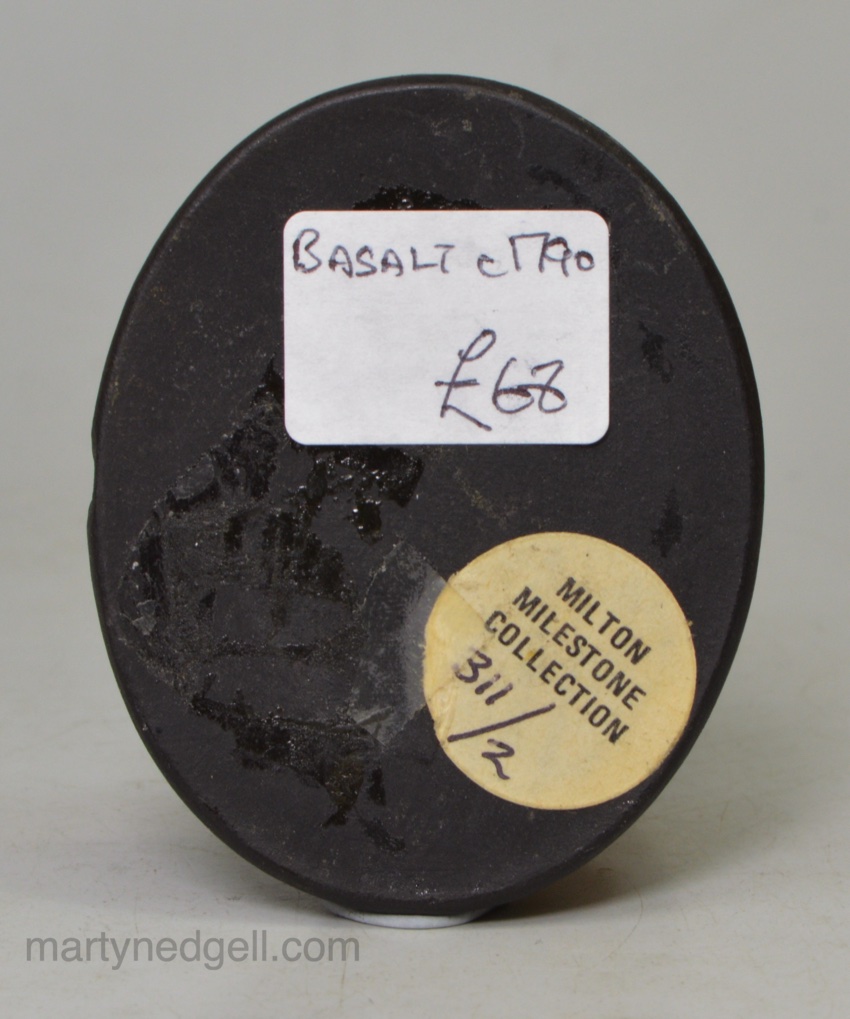 BASALT c1790
£68
MILTON
MILESTONE
COLLECTION
311/2
martynedgell.com